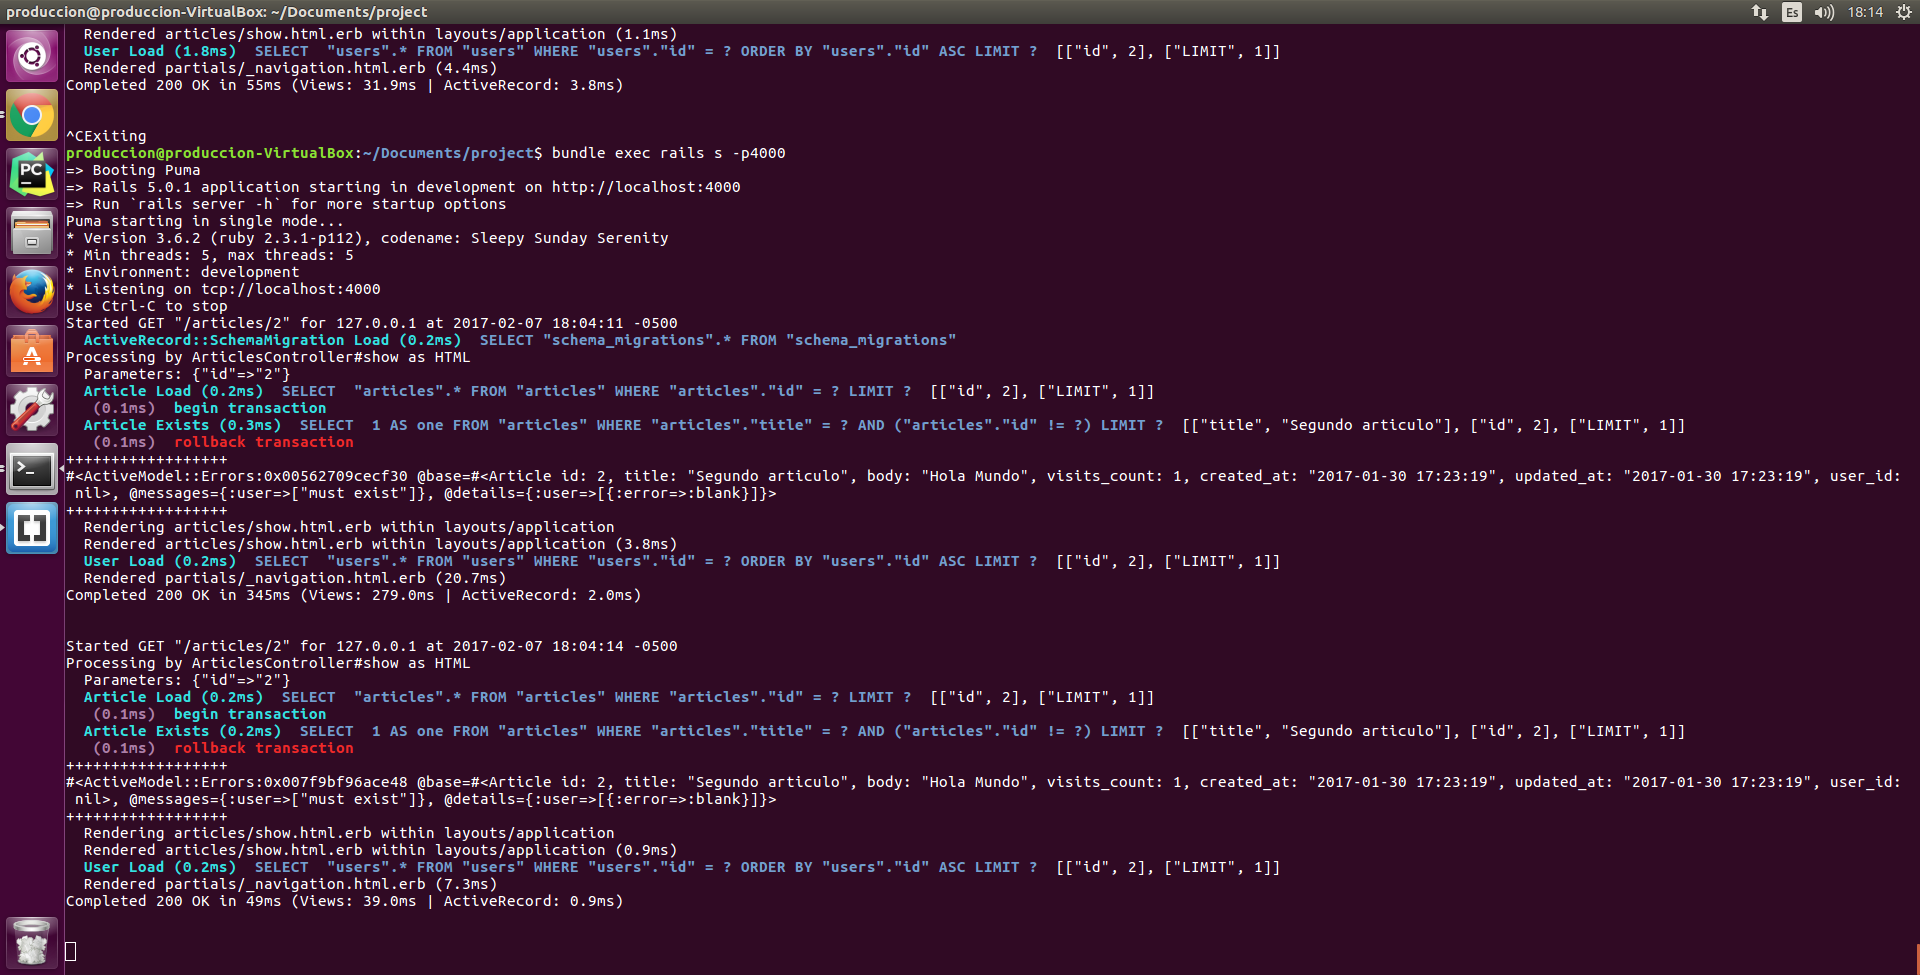 produccion@produccion-VirtualBox: ~/Documents/project
Es
18:14
Rendered articles/show.html.erb within layouts/application (1.1ms)
User Load (1.8ms)  SELECT  "users".* FROM "users" WHERE "users"."id" = ? ORDER BY "users"."id" ASC LIMIT ?  [["id", 2], ["LIMIT", 1]]
Rendered partials/_navigation.html.erb (4.4ms)
Completed 200 OK in 55ms (Views: 31.9ms | ActiveRecord: 3.8ms)
^CExiting
produccion@produccion-VirtualBox:~/Documents/project$ bundle exec rails s -p4000
=> Booting Puma
=> Rails 5.0.1 application starting in development on http://localhost:4000
=> Run `rails server -h` for more startup options
Puma starting in single mode...
* Version 3.6.2 (ruby 2.3.1-p112), codename: Sleepy Sunday Serenity
* Min threads: 5, max threads: 5
* Environment: development
* Listening on tcp://localhost:4000
Use Ctrl-C to stop
Started GET "/articles/2" for 127.0.0.1 at 2017-02-07 18:04:11 -0500
ActiveRecord::SchemaMigration Load (0.2ms)  SELECT "schema_migrations".* FROM "schema_migrations"
Processing by ArticlesController#show as HTML
Parameters: {"id"=>"2"}
Article Load (0.2ms)  SELECT  "articles".* FROM "articles" WHERE "articles"."id" = ? LIMIT ?  [["id", 2], ["LIMIT", 1]]
(0.1ms)  begin transaction
Article Exists (0.3ms)  SELECT  1 AS one FROM "articles" WHERE "articles"."title" = ? AND ("articles"."id" != ?) LIMIT ?  [["title", "Segundo articulo"], ["id", 2], ["LIMIT", 1]]
(0.1ms)  rollback transaction
++++++++++++++++++
#<ActiveModel::Errors:0x00562709cecf30 @base=#<Article id: 2, title: "Segundo articulo", body: "Hola Mundo", visits_count: 1, created_at: "2017-01-30 17:23:19", updated_at: "2017-01-30 17:23:19", user_id:
nil>, @messages={:user=>["must exist"]}, @details={:user=>[{:error=>:blank}]}>
++++++++++++++++++
Rendering articles/show.html.erb within layouts/application
Rendered articles/show.html.erb within layouts/application (3.8ms)
User Load (0.2ms)  SELECT  "users".* FROM "users" WHERE "users"."id" = ? ORDER BY "users"."id" ASC LIMIT ?  [["id", 2], ["LIMIT", 1]]
Rendered partials/_navigation.html.erb (20.7ms)
Completed 200 OK in 345ms (Views: 279.0ms | ActiveRecord: 2.0ms)
Started GET "/articles/2" for 127.0.0.1 at 2017-02-07 18:04:14 -0500
Processing by ArticlesController#show as HTML
Parameters: {"id"=>"2"}
Article Load (0.2ms)  SELECT  "articles".* FROM "articles" WHERE "articles"."id" = ? LIMIT ?  [["id", 2], ["LIMIT", 1]]
(0.1ms)  begin transaction
Article Exists (0.2ms)  SELECT  1 AS one FROM "articles" WHERE "articles"."title" = ? AND ("articles"."id" != ?) LIMIT ?  [["title", "Segundo articulo"], ["id", 2], ["LIMIT", 1]]
(0.1ms)  rollback transaction
++++++++++++++++++
#<ActiveModel::Errors:0x007f9bf96ace48 @base=#<Article id: 2, title: "Segundo articulo", body: "Hola Mundo", visits_count: 1, created_at: "2017-01-30 17:23:19", updated_at: "2017-01-30 17:23:19", user_id:
nil>, @messages={:user=>["must exist"]}, @details={:user=>[{:error=>:blank}]}>
++++++++++++++++++
Rendering articles/show.html.erb within layouts/application
Rendered articles/show.html.erb within layouts/application (0.9ms)
User Load (0.2ms)  SELECT  "users".* FROM "users" WHERE "users"."id" = ? ORDER BY "users"."id" ASC LIMIT ?  [["id", 2], ["LIMIT", 1]]
Rendered partials/_navigation.html.erb (7.3ms)
Completed 200 OK in 49ms (Views: 39.0ms | ActiveRecord: 0.9ms)
PC